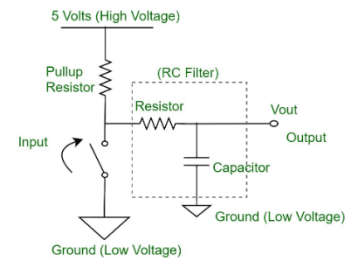 5 Volts (High Voltage)
Pullup
Resistor
(RC Filter)
Resistor
Vout
Output
Input
Capacitor
Ground (Low Voltage)
Ground (Low Voltage)